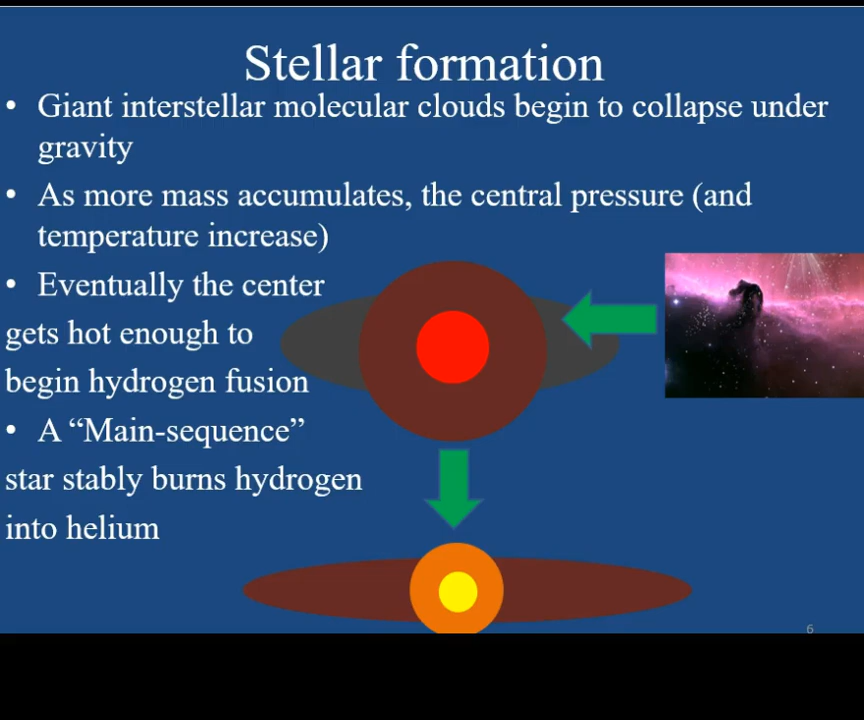 Stellar formation
• Giant interstellar molecular clouds begin to collapse under
gravity
• As more mass accumulates, the central pressure (and
temperature increase)
• Eventually the center
gets hot enough to
begin hydrogen fusion
• A “Main-sequence”
star stably burns hydrogen
into helium
6